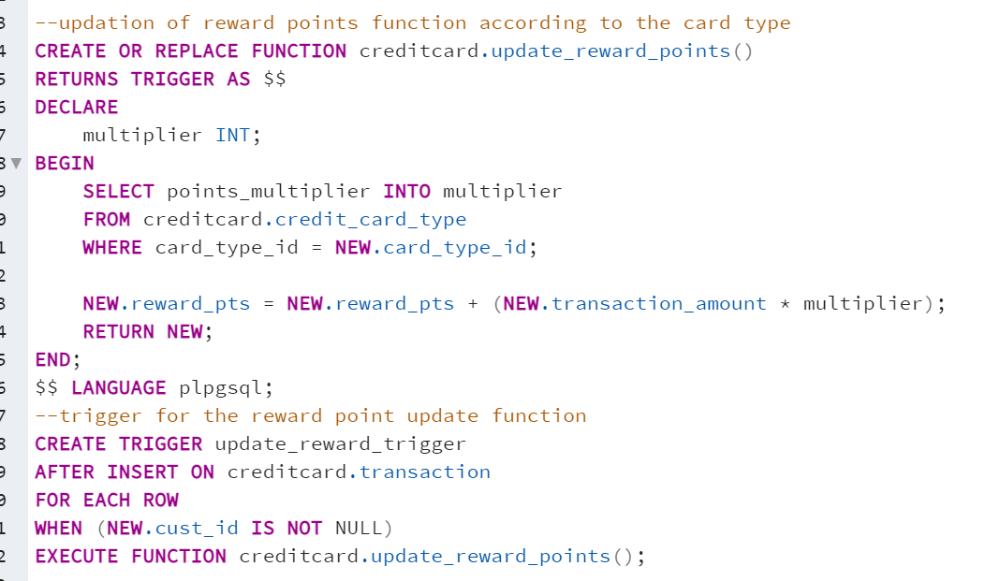 --updation of reward points function according to the card type
CREATE OR REPLACE FUNCTION creditcard.update_reward_points()
RETURNS TRIGGER AS $$
DECLARE
    multiplier INT;
BEGIN
    SELECT points_multiplier INTO multiplier
    FROM creditcard.credit_card_type
    WHERE card_type_id = NEW.card_type_id;

    NEW.reward_pts = NEW.reward_pts + (NEW.transaction_amount * multiplier);
    RETURN NEW;
END;
$$ LANGUAGE plpgsql;
--trigger for the reward point update function
CREATE TRIGGER update_reward_trigger
AFTER INSERT ON creditcard.transaction
FOR EACH ROW
WHEN (NEW.cust_id IS NOT NULL)
EXECUTE FUNCTION creditcard.update_reward_points();